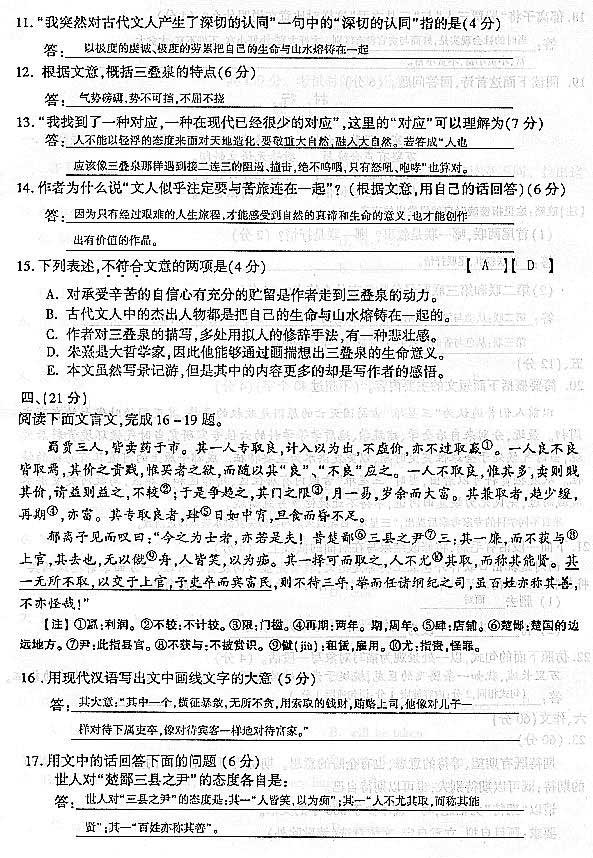 11. “我突然对古代文人产生了深切的认同”一句中的“深切的认同”指的是(4分)
答: 以极度的虔诚、极度的劳累把自己的生命与山水熔铸在一起
12. 根据文意,概括三叠泉的特点(6分)
答: 气势磅礴,势不可挡,不屈不挠
13. “我找到了一种对应,一种在现代已经很少的对应”,这里的“对应”可以理解为(7分)
答: 人不能以轻浮的态度来面对天地造化,要敬重大自然,融入大自然。若答成“人也
应该像三叠泉那样遇到接二连三的阻遏、撞击,绝不呜咽,只有怒吼、咆哮”也算对。
14. 作者为什么说“文人似乎注定要与苦旅连在一起”?(根据文意,用自己的话回答)(6分)
答: 因为只有经过艰难的人生旅程,才能感受到自然的真谛和生命的意义,也才能创作
出有价值的作品。
15. 下列表述,不符合文意的两项是(4分) 【 A 】【 D 】
A. 对承受辛苦的自信心有充分的贮留是作者走到三叠泉的动力。
B. 古代文人中的杰出人物都是把自己的生命与山水熔铸在一起的。
C. 作者对三叠泉的描写,多处用拟人的修辞手法,有一种悲壮感。
D. 朱熹是大哲学家,因此他能够通过画揣想出三叠泉的生命意义。
E. 本文虽然写景记游,但是其中的内容更多的却是写作者的感悟。
四、(21分)
阅读下面文言文,完成16－19题。
蜀贾三人,皆卖药于市。其一人专取良,计入以为出,不虚价,亦不过取赢①。一人良不良
皆取焉,其价之贵贱,惟买者之欲,而随以其“良”、“不良”应之。一人不取良,惟其多;卖则贱
其价,请益则益之,不较②;于是争趋之,其门之限③,月一易,岁余而大富。其兼取者,趋少缓,
再期④,亦富。其专取良者,肆⑤日如中宵,旦食而昏不足。
郁离子见而叹曰:“今之为士者,亦若是夫！昔楚鄙⑥三县之尹⑦三;其一廉,而不获与⑧
上官,其去也,无以僦⑨舟,人皆笑,以为痴。其一择可而取之,人不尤⑩其取,而称其能贤。其
一无所不取,以交于上官,子吏卒而宾富民,则不待三年,举而任诸纲纪之司,虽百姓亦称其善,
不亦怪哉!”
【注】①赢:利润。②不较:不计较。③限:门槛。④再期:两年。期,周年。⑤肆:店铺。⑥楚鄙:楚国的边
远地方。⑦尹:此指县官。⑧不获与:不被赏识。⑨僦(jiù):租赁,雇用。⑩尤:指责,怪罪。
16. 用现代汉语写出文中画线文字的大意 (5分)
答: 其大意:“其中一个,横征暴敛,无所不贪,用索取的钱财,贿赂上司,他像对儿子一
样对待下属吏卒,像对待宾客一样地对待富家。”
17. 用文中的话回答下面的问题 (6分)
世人对“楚鄙三县之尹”的态度各自是:
答: 世人对“三县之尹”的态度是:其一“人皆笑,以为痴”;其一“人不尤其取,而称其能
贤”;其一“百姓亦称其善”。